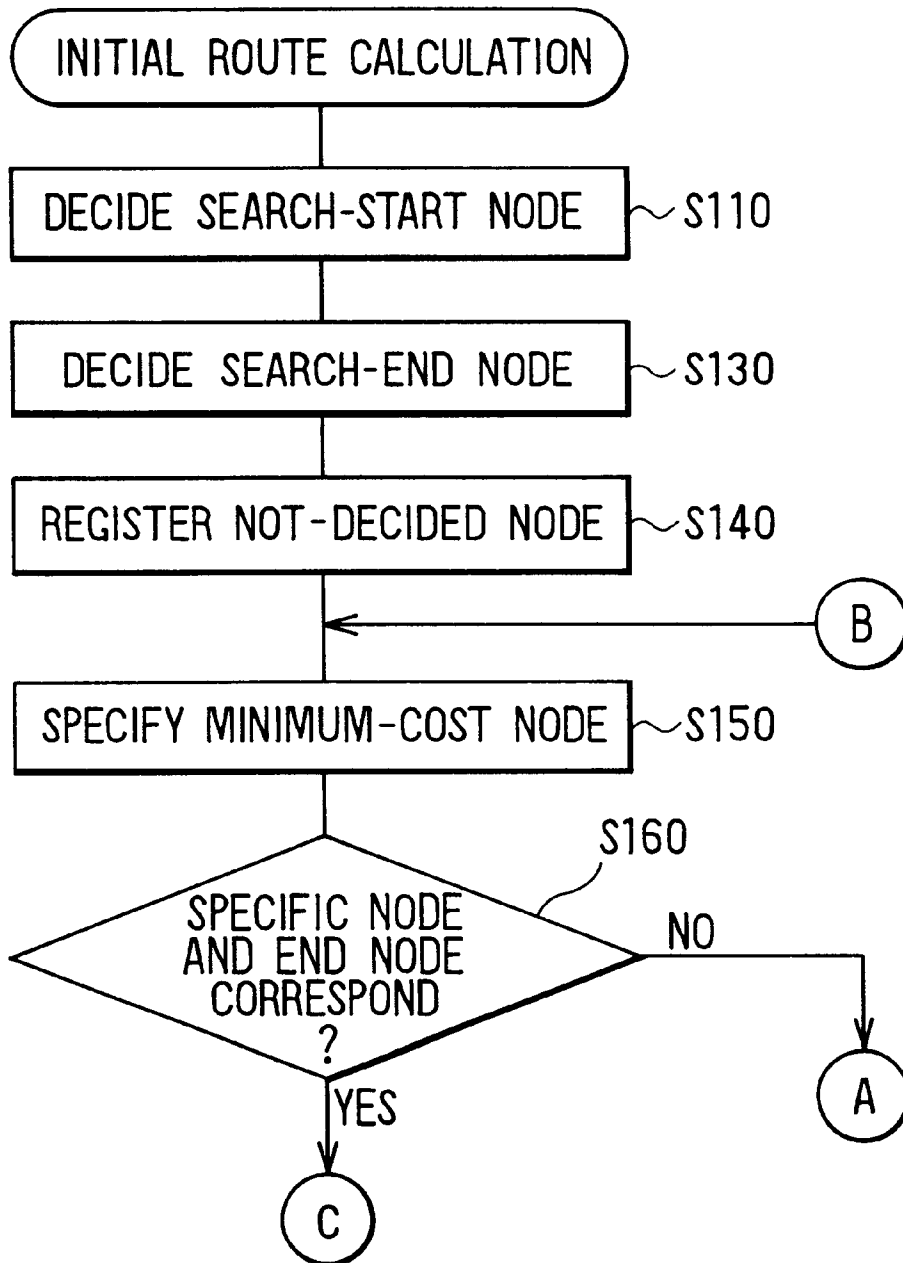 INITIAL ROUTE CALCULATION
DECIDE SEARCH-START NODE
S110
DECIDE SEARCH-END NODE
S130
REGISTER NOT-DECIDED NODE
S140
B
SPECIFY MINIMUM-COST NODE
S150
S160
SPECIFIC NODE
AND END NODE
CORRESPOND
?
NO
A
YES
C